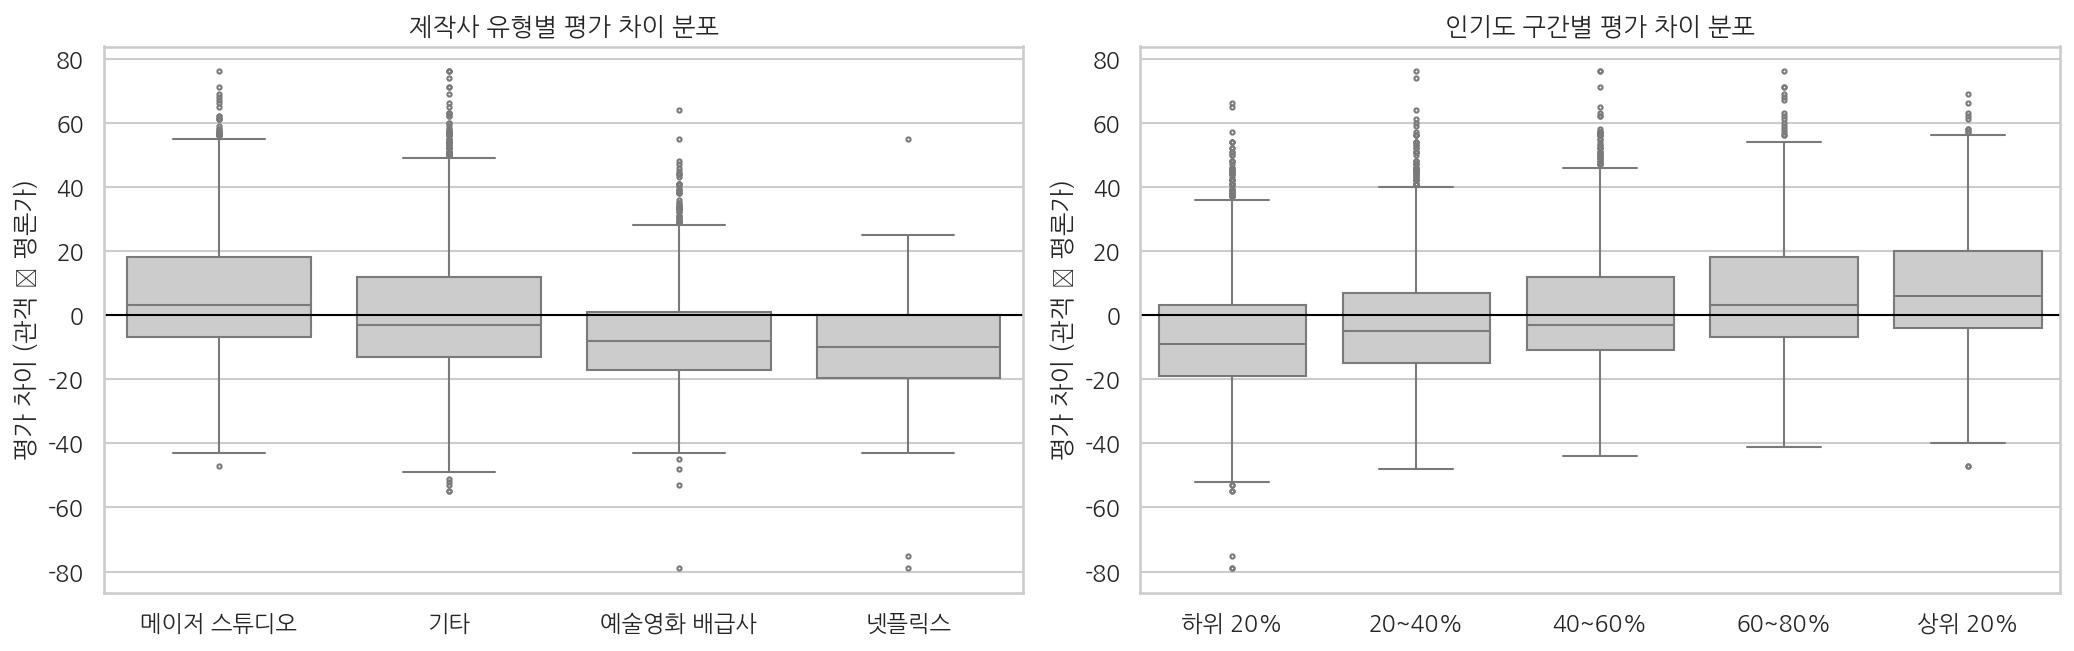 제작사 유형별 평가 차이 분포
평가 차이 (관객 ☒ 평론가)
80
60
40
20
0
-20
-40
-60
-80
메이저 스튜디오
기타
예술영화 배급사
넷플릭스
인기도 구간별 평가 차이 분포
평가 차이 (관객 ☒ 평론가)
80
60
40
20
0
-20
-40
-60
-80
하위 20%
20~40%
40~60%
60~80%
상위 20%